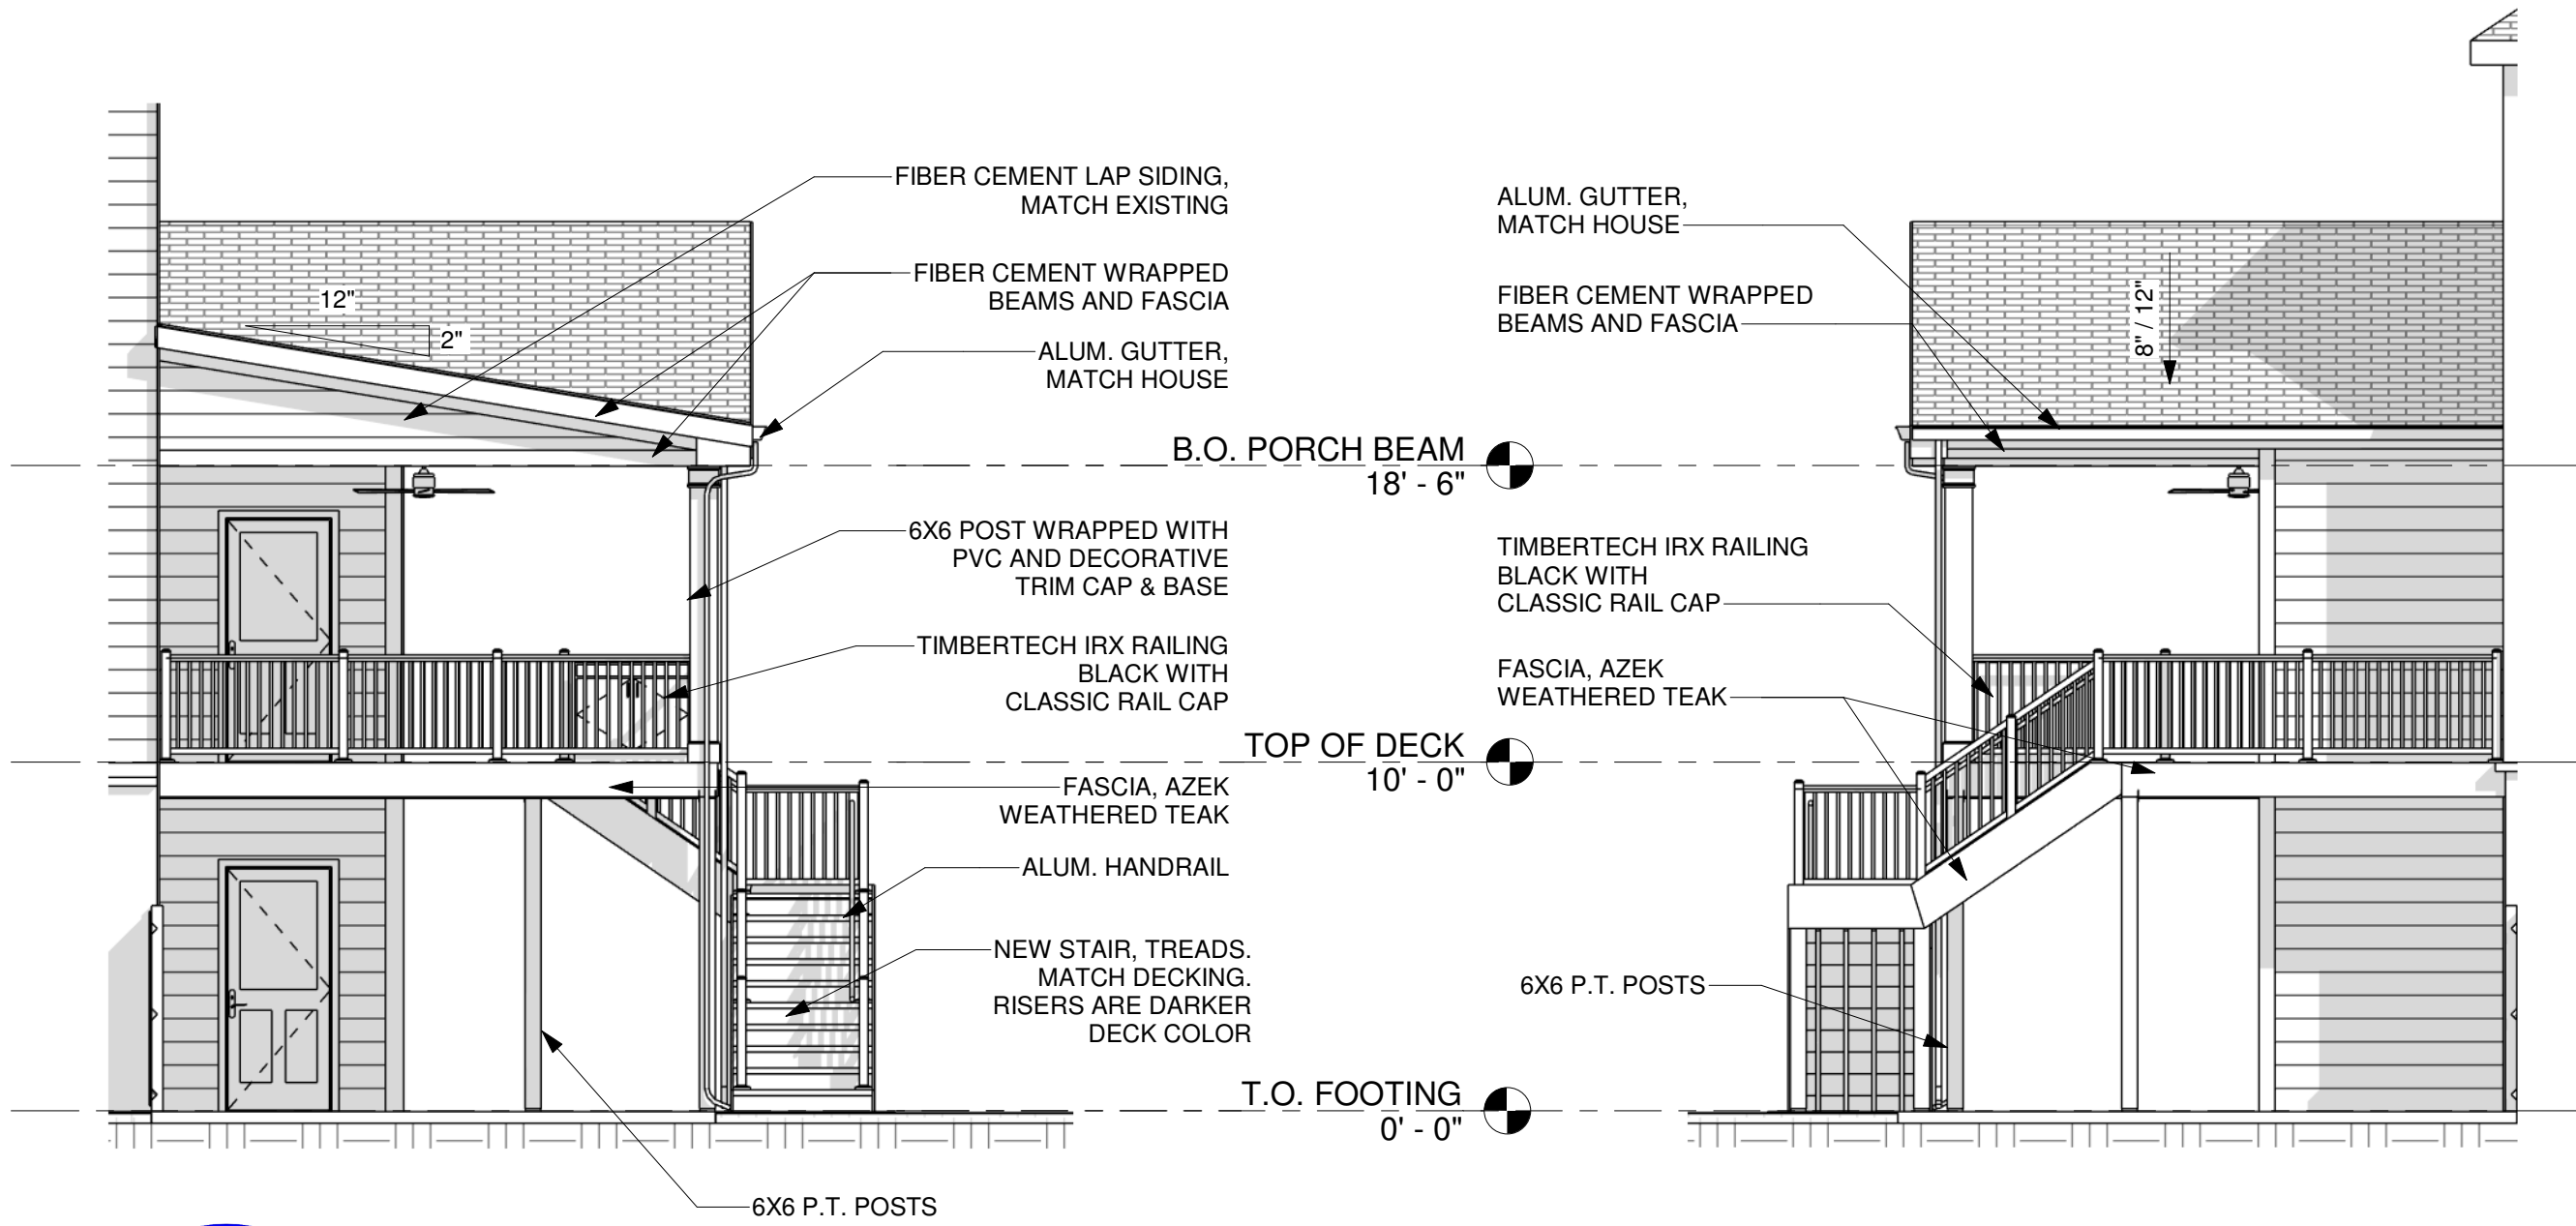 FIBER CEMENT LAP SIDING,
MATCH EXISTING
12"
2"
FIBER CEMENT WRAPPED
BEAMS AND FASCIA
ALUM. GUTTER,
MATCH HOUSE
B.O. PORCH BEAM
18' - 6"
6X6 POST WRAPPED WITH
PVC AND DECORATIVE
TRIM CAP & BASE
TIMBERTECH IRX RAILING
BLACK WITH
CLASSIC RAIL CAP
TOP OF DECK
10' - 0"
FASCIA, AZEK
WEATHERED TEAK
ALUM. HANDRAIL
NEW STAIR, TREADS.
MATCH DECKING.
RISERS ARE DARKER
DECK COLOR
T.O. FOOTING
0' - 0"
6X6 P.T. POSTS
ALUM. GUTTER,
MATCH HOUSE
FIBER CEMENT WRAPPED
BEAMS AND FASCIA
8" / 12"
TIMBERTECH IRX RAILING
BLACK WITH
CLASSIC RAIL CAP
FASCIA, AZEK
WEATHERED TEAK
6X6 P.T. POSTS